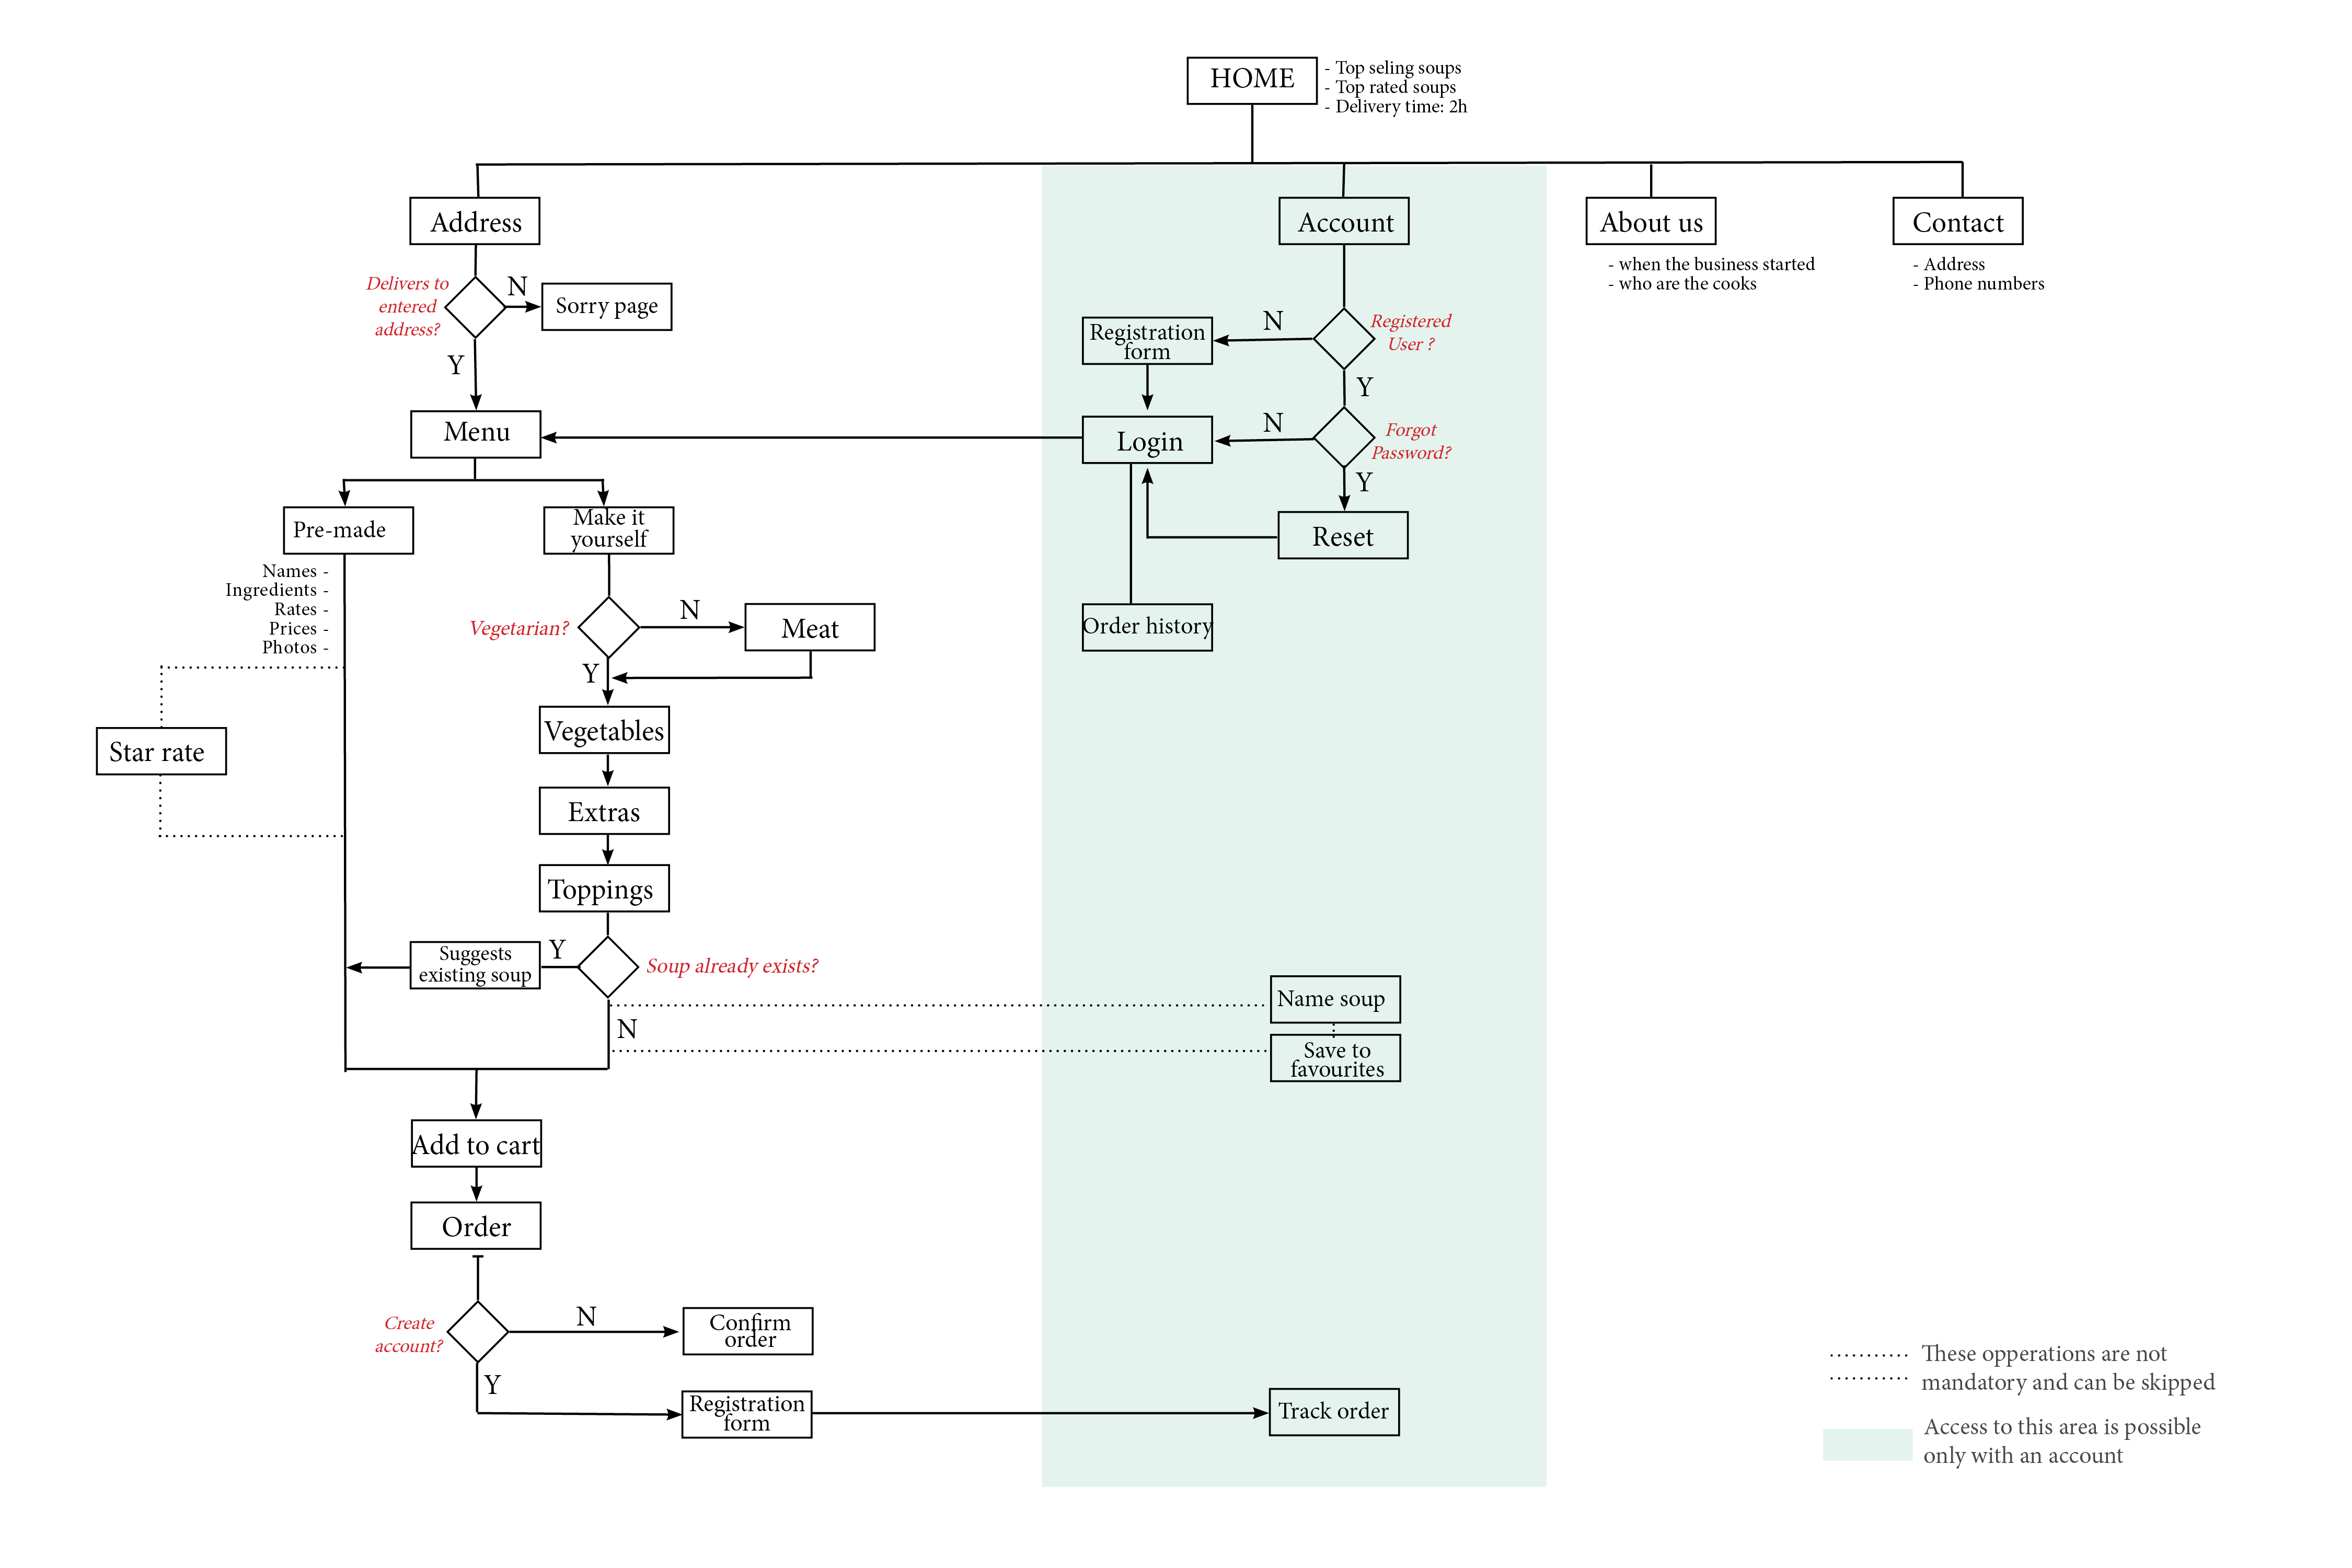 HOME
- Top seling soups
- Top rated soups
- Delivery time: 2h
Address
Account
About us
Contact
- when the business started
- who are the cooks
- Address
- Phone numbers
Delivers to
entered
address?
N
Sorry page
Y
Registration
form
N
Registered
User ?
Y
Menu
Login
N
Forgot
Password?
Y
Reset
Pre-made
Make it
yourself
Names -
Ingredients -
Rates -
Prices -
Photos -
Vegetarian?
N
Meat
Y
Order history
Star rate
Vegetables
Extras
Toppings
Suggests
existing soup
Y
Soup already exists?
N
Name soup
Save to
favourites
Add to cart
Order
Create
account?
N
Confirm
order
Y
Registration
form
Track order
These opperations are not
mandatory and can be skipped
Access to this area is possible
only with an account